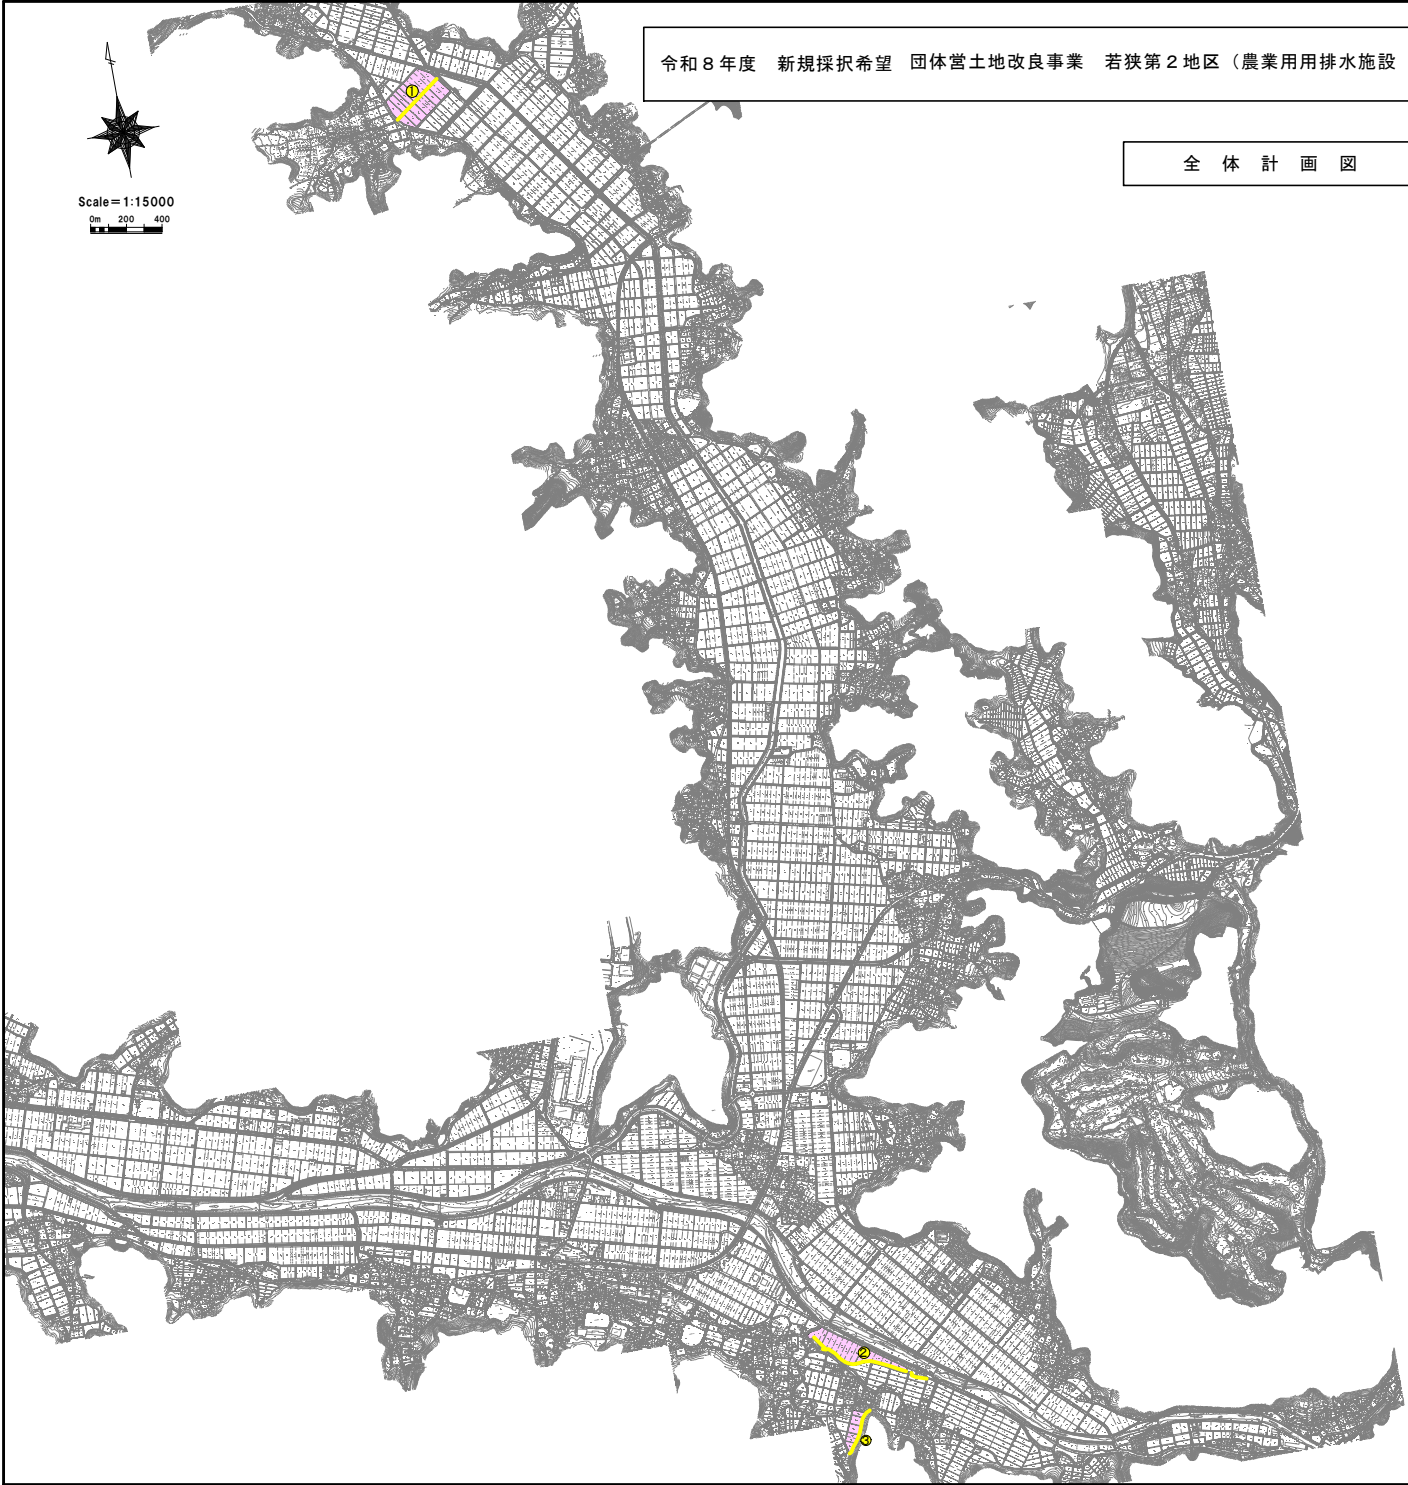 令和８年度　新規採択希望　団体営土地改良事業　若狭第２地区（農業用用排水施設
全　体　計　画　図
Scale=1:15000
0m 200 400
①
②
③